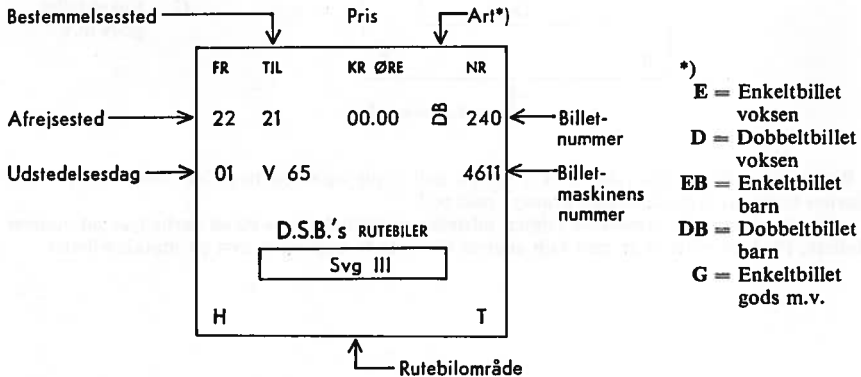 Bestemmelsessted Pris Art*)
FR TIL KR ØRE NR
Afrejsested 22 21 00.00 DB 240 Billet-
nummer
Udstedelsesdag 01 V 65 4611 Billet-
maskinens
nummer
D.S.B.'s RUTEBILER
Svg III
H T
Rutebilområde
*)
E = Enkeltbillet
voksen
D = Dobbeltbillet
voksen
EB = Enkeltbillet
barn
DB = Dobbeltbillet
barn
G = Enkeltbillet
gods m.v.